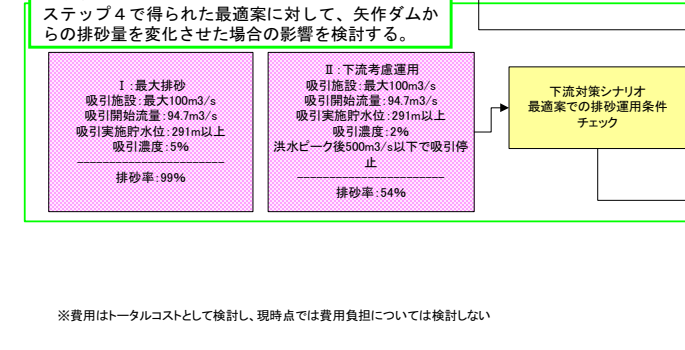 ステップ４で得られた最適案に対して、矢作ダムか
らの排砂量を変化させた場合の影響を検討する。
Ⅰ：最大排砂
吸引施設：最大100m3/s
吸引開始流量：94.7m3/s
吸引実施貯水位：291m以上
吸引濃度：5%
------------------------
排砂率：99%
Ⅱ：下流考慮運用
吸引施設：最大100m3/s
吸引開始流量：94.7m3/s
吸引実施貯水位：291m以上
吸引濃度：2%
洪水ピーク後500m3/s以下で吸引停
止
------------------------
排砂率：54%
下流対策シナリオ
最適案での排砂運用条件
チェック
※費用はトータルコストとして検討し、現時点では費用負担については検討しない